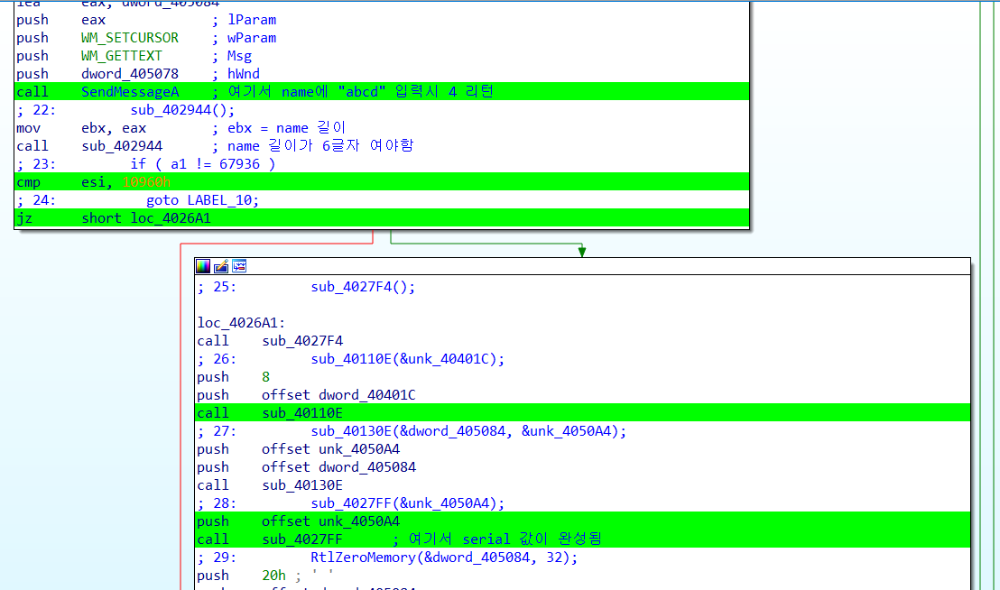 lea     eax, dword_405084
push    eax             ; lParam
push    WM_SETCURSOR    ; wParam
push    WM_GETTEXT      ; Msg
push    dword_405078    ; hWnd
call    SendMessageA    ; 여기서 name에 "abcd" 입력시 4 리턴
; 22:         sub_402944();
mov     ebx, eax        ; ebx = name 길이
call    sub_402944      ; name 길이가 6글자 여야함
; 23:         if ( a1 != 67936 )
cmp     esi, 10960h
; 24:           goto LABEL_10;
jz      short loc_4026A1
; 25:         sub_4027F4();
loc_4026A1:
call    sub_4027F4
; 26:         sub_40110E(&unk_40401C);
push    8
push    offset dword_40401C
call    sub_40110E
; 27:         sub_40130E(&dword_405084, &unk_4050A4);
push    offset unk_4050A4
push    offset dword_405084
call    sub_40130E
; 28:         sub_4027FF(&unk_4050A4);
push    offset unk_4050A4
call    sub_4027FF      ; 여기서 serial 값이 완성됨
; 29:         RtlZeroMemory(&dword_405084, 32);
push    20h ; ' '